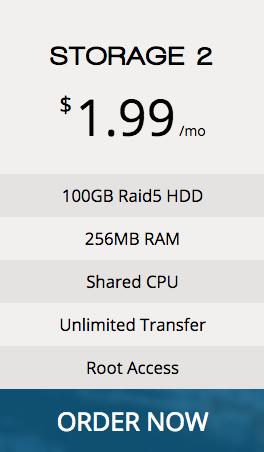 STORAGE 2
$1.99/mo
100GB Raid5 HDD
256MB RAM
Shared CPU
Unlimited Transfer
Root Access
ORDER NOW